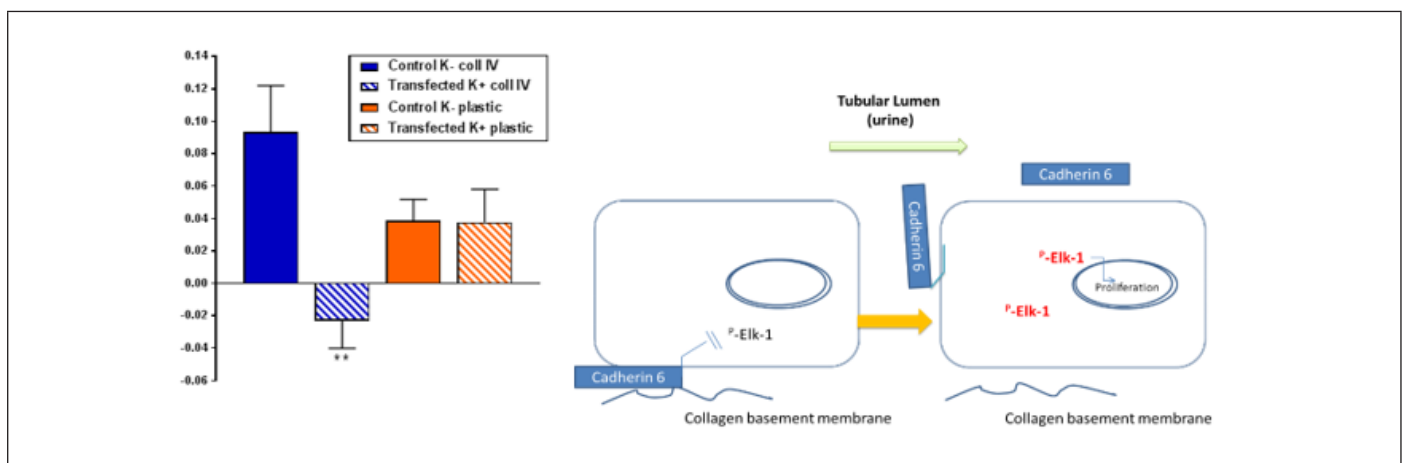 0.14
0.12
0.10
0.08
0.06
0.04
0.02
0.00
-0.02
-0.04
-0.06
**
Control K- coll IV
Transfected K+ coll IV
Control K- plastic
Transfected K+ plastic
Tubular Lumen
(urine)
Cadherin 6
P-Elk-1
Collagen basement membrane
Cadherin 6
Cadherin 6
P-Elk-1
Proliferation
P-Elk-1
Collagen basement membrane